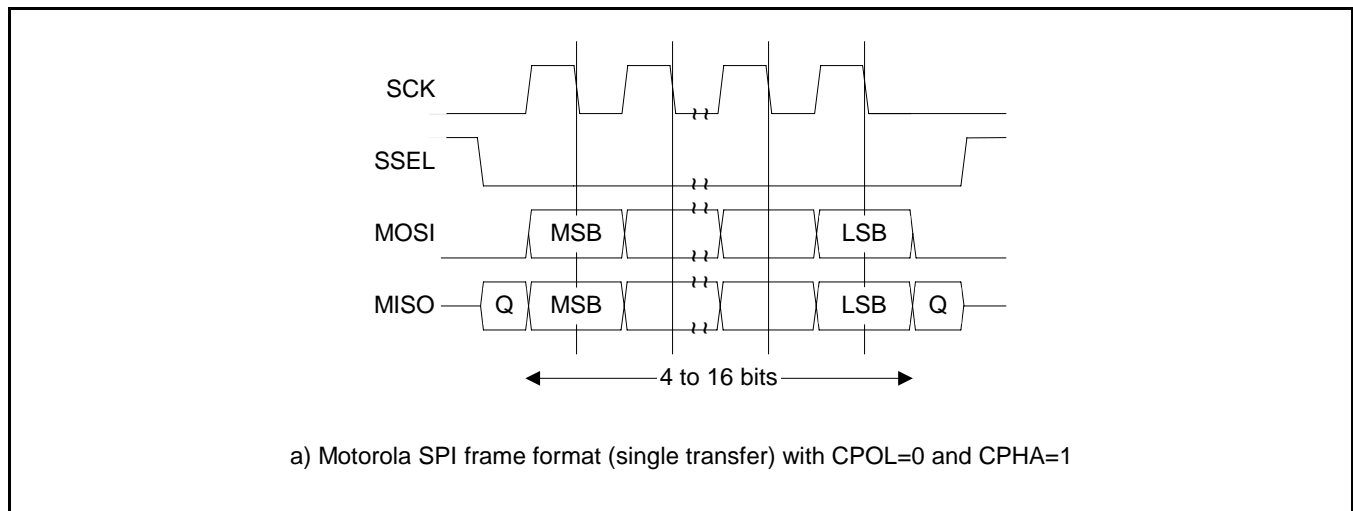 SCK
SSEL
MOSI MSB LSB
MISO Q MSB LSB Q
4 to 16 bits
a) Motorola SPI frame format (single transfer) with CPOL=0 and CPHA=1